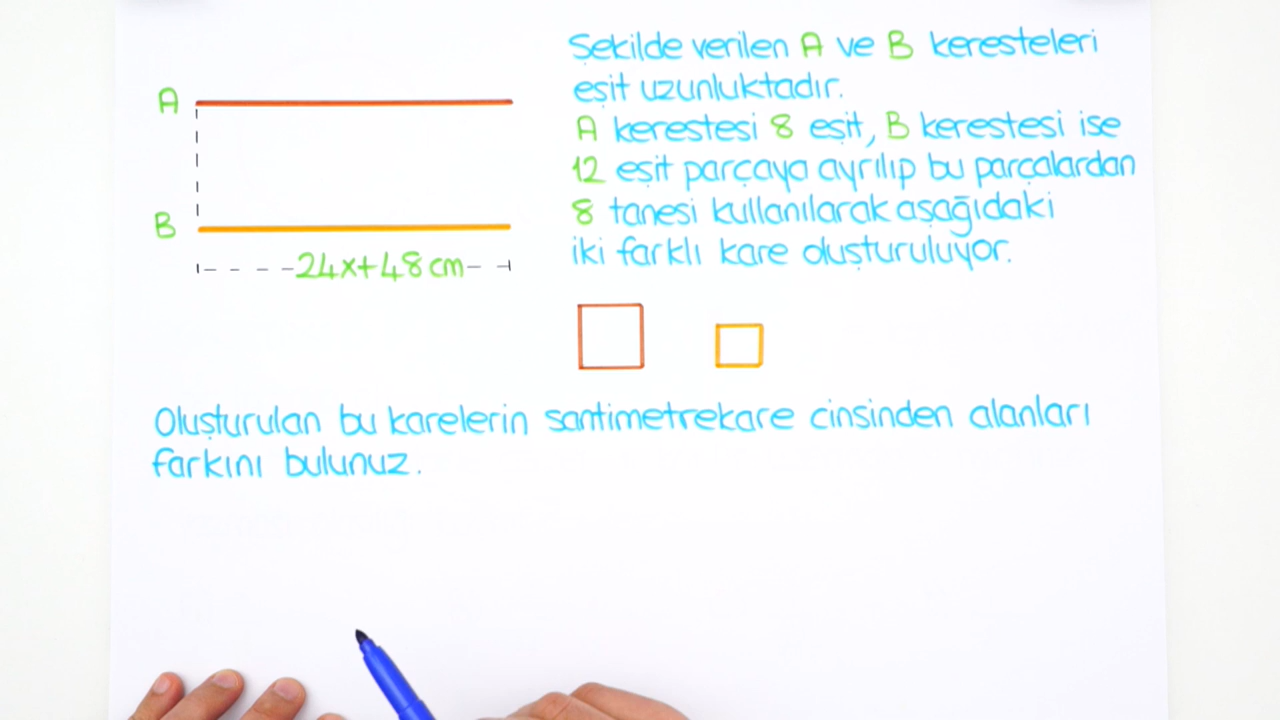 A
B
24x+48 cm
Şekilde verilen A ve B keresteleri
eşit uzunluktadır.
A kerestesi 8 eşit, B kerestesi ise
12 eşit parçaya ayrılıp bu parçalardan
8 tanesi kullanılarak aşağıdaki
iki farklı kare oluşturuluyor.
Oluşturulan bu karelerin santimetrekare cinsinden alanları
farkını bulunuz.